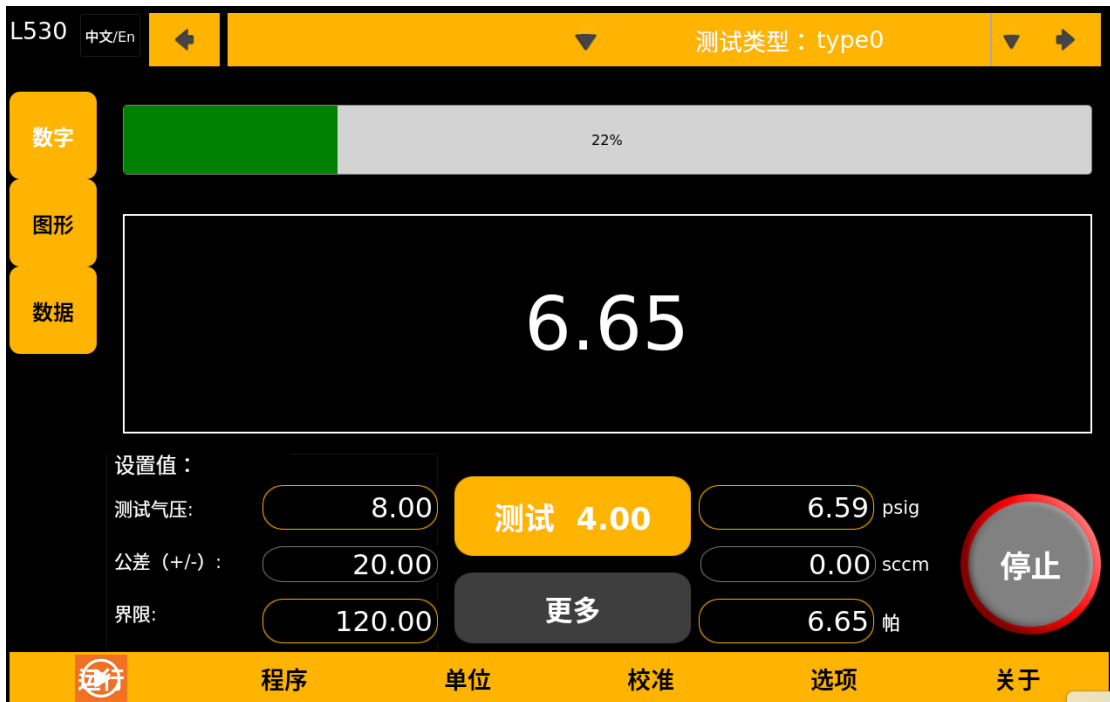 L530 中文/En 测试类型：type0
数字
22%
图形
数据
6.65
设置值：
测试气压: 8.00 测试 4.00 6.59 psig
公差（+/-）: 20.00 0.00 sccm
停止
界限: 120.00 更多 6.65 帕
运行 程序 单位 校准 选项 关于